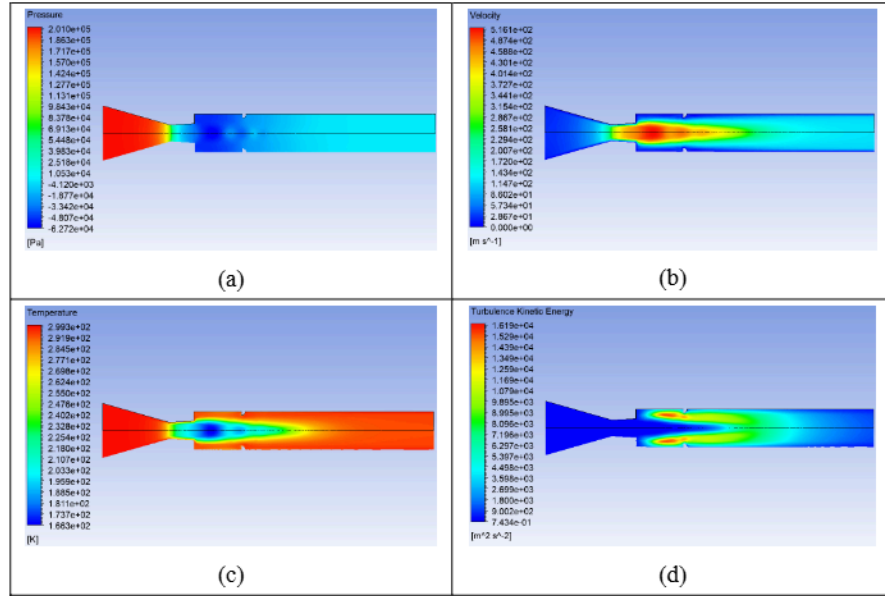 Pressure
2.010e+05
1.863e+05
1.717e+05
1.570e+05
1.424e+05
1.277e+05
1.131e+05
9.843e+04
8.378e+04
6.913e+04
5.448e+04
3.983e+04
2.518e+04
1.053e+04
-4.120e+03
-1.877e+04
-3.342e+04
-4.807e+04
-6.272e+04
[Pa]
(a)
Velocity
5.161e+02
4.874e+02
4.588e+02
4.301e+02
4.014e+02
3.727e+02
3.441e+02
3.154e+02
2.867e+02
2.581e+02
2.294e+02
2.007e+02
1.720e+02
1.434e+02
1.147e+02
8.602e+01
5.734e+01
2.867e+01
0.000e+00
[m s^-1]
(b)
Temperature
2.993e+02
2.919e+02
2.845e+02
2.771e+02
2.698e+02
2.624e+02
2.550e+02
2.476e+02
2.402e+02
2.328e+02
2.254e+02
2.180e+02
2.107e+02
2.033e+02
1.959e+02
1.885e+02
1.811e+02
1.737e+02
1.663e+02
[K]
(c)
Turbulence Kinetic Energy
1.619e+04
1.529e+04
1.439e+04
1.349e+04
1.259e+04
1.169e+04
1.079e+04
9.895e+03
8.995e+03
8.096e+03
7.196e+03
6.297e+03
5.397e+03
4.498e+03
3.598e+03
2.699e+03
1.800e+03
9.002e+02
7.434e-01
[m^2 s^-2]
(d)